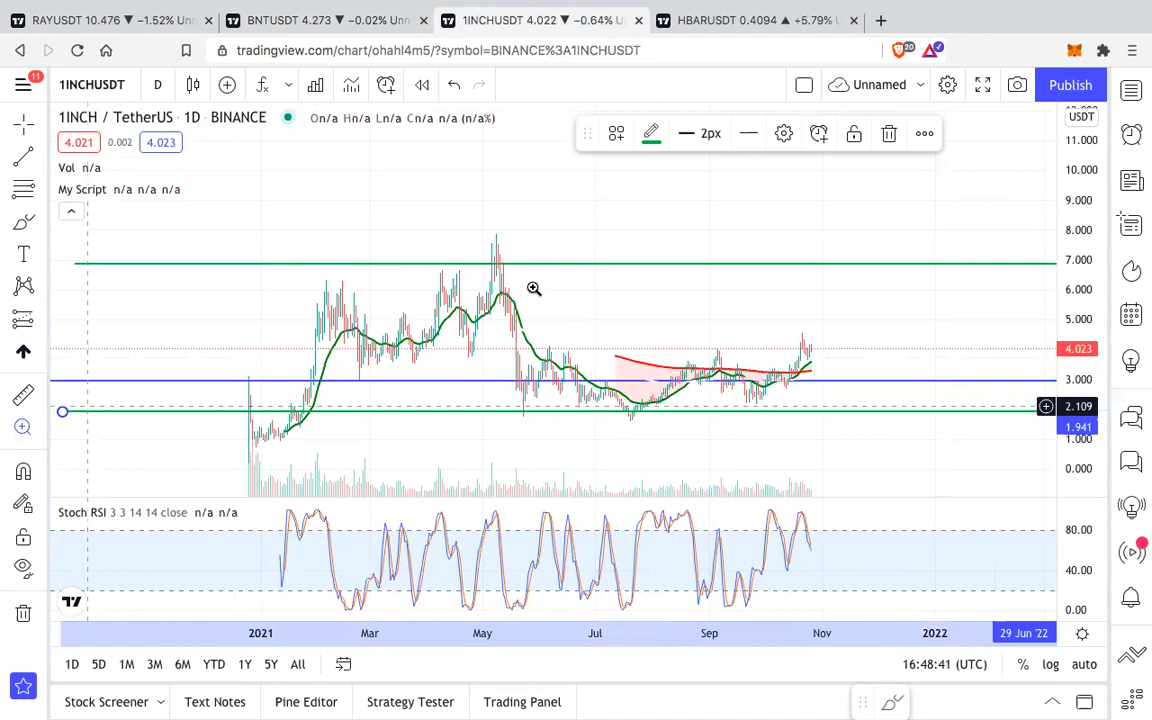 RAYUSDT 10.476 ▼ −1.52% Unn
BNTUSDT 4.273 ▼ −0.02% Unn
1INCHUSDT 4.022 ▼ −0.64% Un
HBARUSDT 0.4094 ▲ +5.79% U
tradingview.com/chart/ohahl4m5/?symbol=BINANCE%3A1INCHUSDT
20
11
1INCHUSDT
D
Unnamed
Publish
1INCH / TetherUS · 1D · BINANCE
On/a Hn/a Ln/a Cn/a n/a (n/a%)
USDT
4.021
0.002
4.023
2px
Vol n/a
My Script n/a n/a n/a
11.000
10.000
9.000
8.000
7.000
6.000
5.000
4.023
3.000
2.109
1.941
1.000
0.000
Stoch RSI 3 3 14 14 close n/a n/a
80.00
40.00
0.00
2021
Mar
May
Jul
Sep
Nov
2022
29 Jun '22
1D 5D 1M 3M 6M YTD 1Y 5Y All
16:48:41 (UTC)
% log auto
Stock Screener
Text Notes
Pine Editor
Strategy Tester
Trading Panel